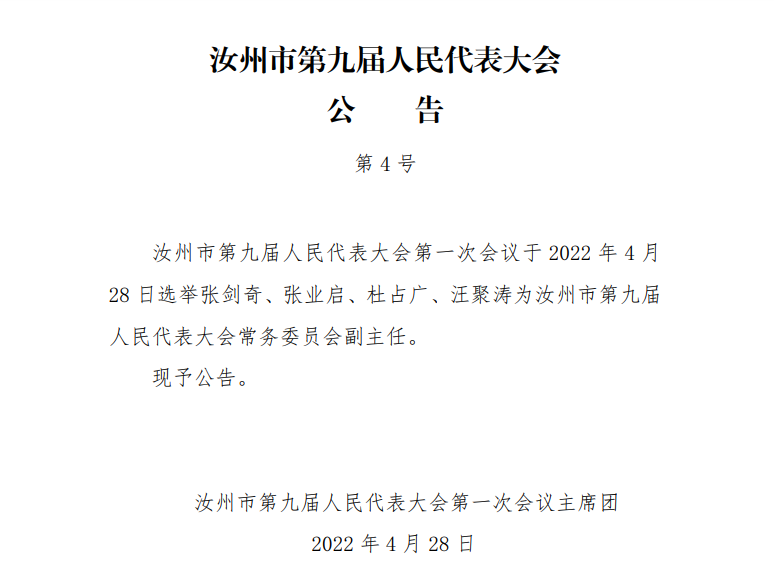 汝州市第九届人民代表大会
公 告
第 4 号
汝州市第九届人民代表大会第一次会议于 2022 年 4 月
28 日选举张剑奇、张业启、杜占广、汪聚涛为汝州市第九届
人民代表大会常务委员会副主任。
现予公告。
汝州市第九届人民代表大会第一次会议主席团
2022 年 4 月 28 日